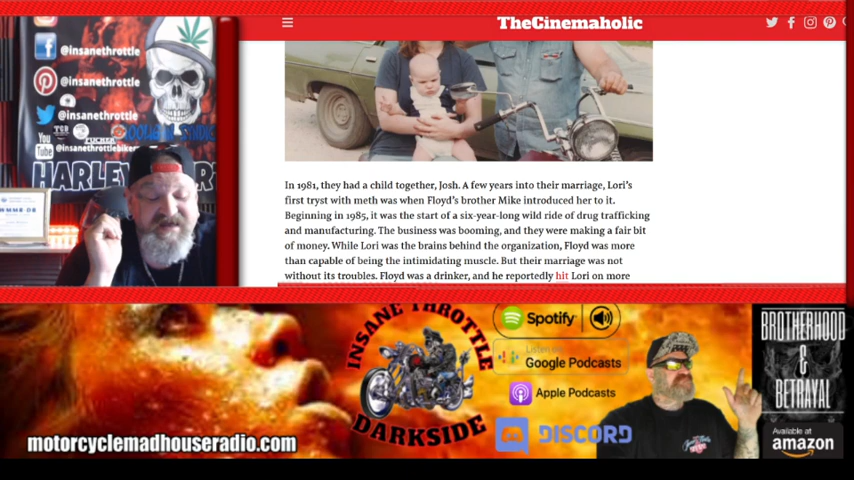 TheCinemaholic
@insanethrottle
@insanethrottle
@insanethrottle
You
Tube
@insanethrottlebiker
HARLEY
In 1981, they had a child together, Josh. A few years into their marriage, Lori's
first tryst with meth was when Floyd's brother Mike introduced her to it.
Beginning in 1985, it was the start of a six-year-long wild ride of drug trafficking
and manufacturing. The business was booming, and they were making a fair bit
of money. While Lori was the brains behind the organization, Floyd was more
than capable of being the intimidating muscle. But their marriage was not
without its troubles. Floyd was a drinker, and he reportedly hit Lori on more
INSANE THROTTLE
DARKSIDE
Spotify
Listen on
Google Podcasts
Apple Podcasts
DISCORD
BROTHERHOOD
&
BETRAYAL
Available at
amazon
motorcyclemadhouseradio.com